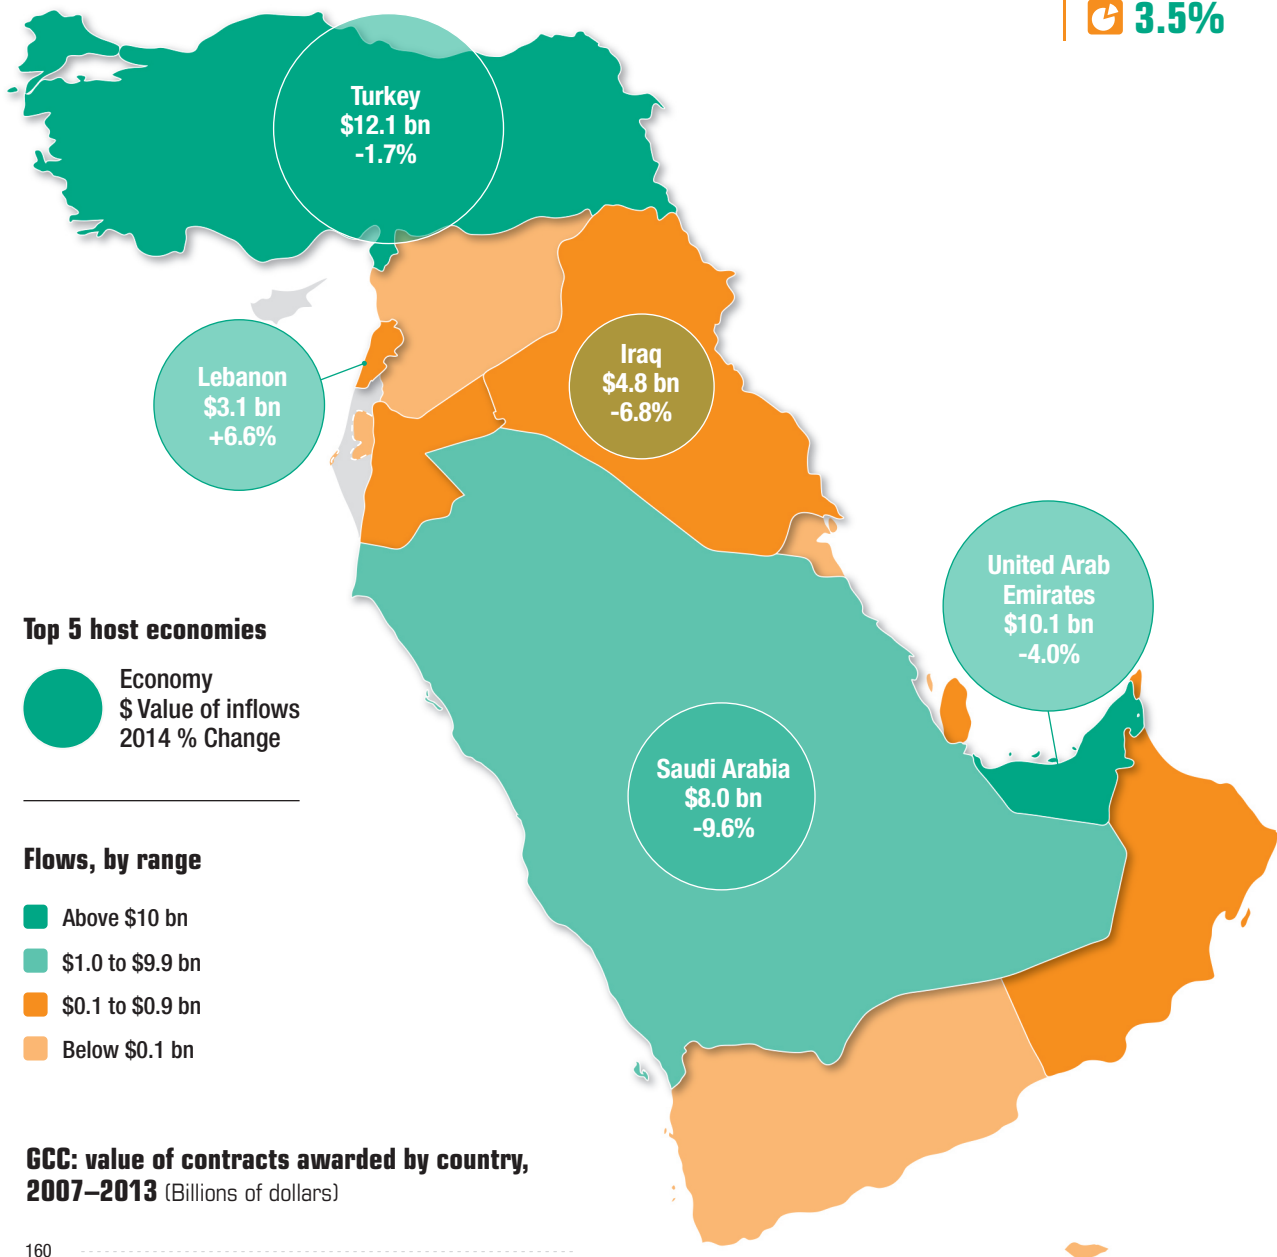 3.5%
Turkey
$12.1 bn
-1.7%
Iraq
$4.8 bn
-6.8%
Lebanon
$3.1 bn
+6.6%
United Arab
Emirates
$10.1 bn
-4.0%
Saudi Arabia
$8.0 bn
-9.6%
Top 5 host economies
Economy
$ Value of inflows
2014 % Change
Flows, by range
Above $10 bn
$1.0 to $9.9 bn
$0.1 to $0.9 bn
Below $0.1 bn
GCC: value of contracts awarded by country,
2007–2013 (Billions of dollars)
160